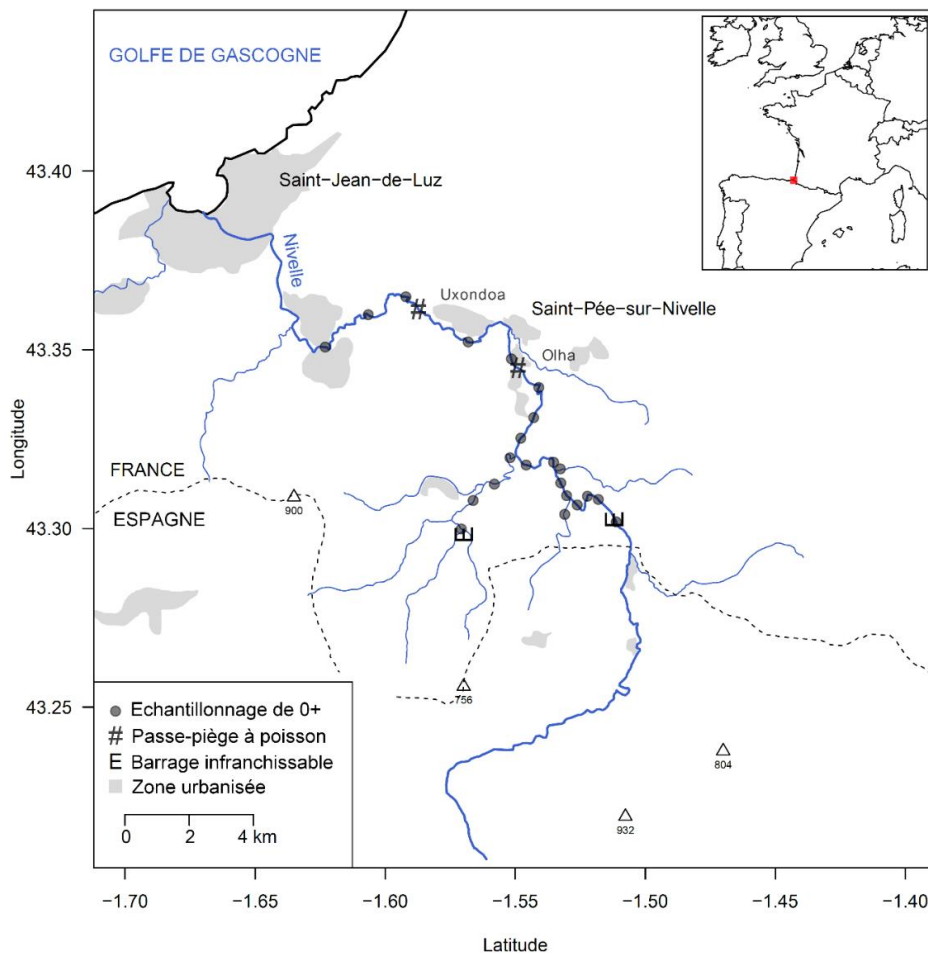 GOLFE DE GASCOGNE
43.40
Saint-Jean-de-Luz
Nivelle
Uxondoa
Saint-Pée-sur-Nivelle
43.35
Olha
Longitude
FRANCE
900
43.30
ESPAGNE
43.25
756
804
932
Echantillonnage de 0+
# Passe-piège à poisson
E Barrage infranchissable
Zone urbanisée
0 2 4 km
−1.70 −1.65 −1.60 −1.55 −1.50 −1.45 −1.40
Latitude